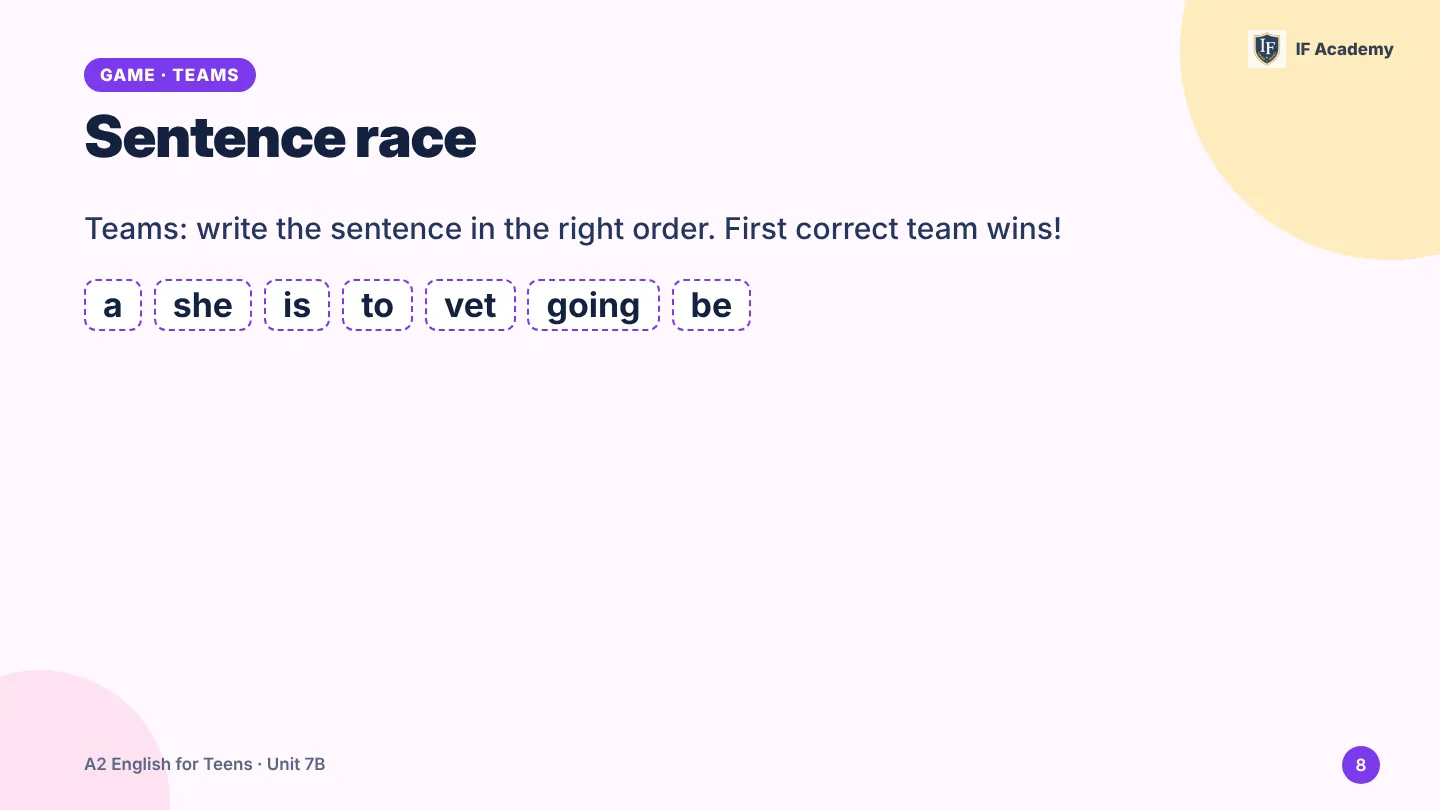 GAME · TEAMS
IF IF Academy
Sentence race
Teams: write the sentence in the right order. First correct team wins!
a she is to vet going be
A2 English for Teens · Unit 7B
8